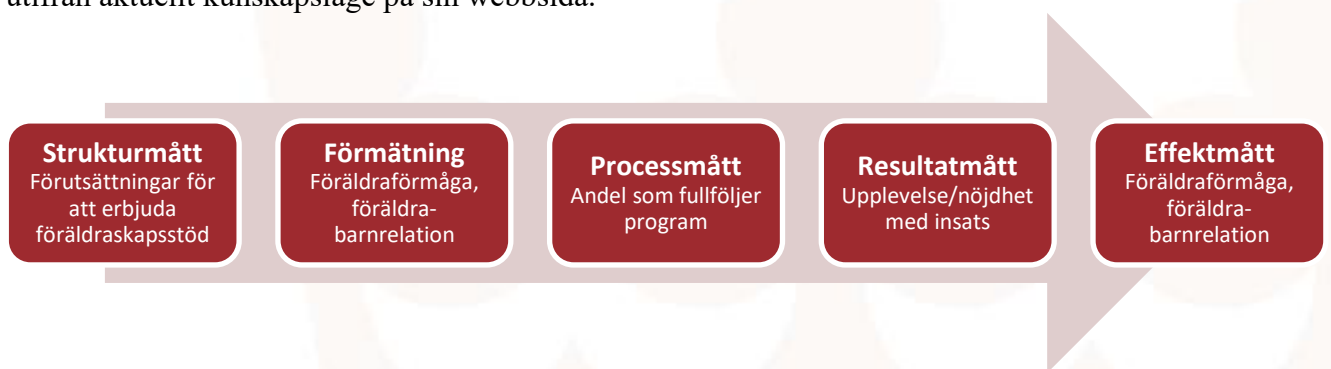 utifrån aktuellt kunskapsläge på sin webbsida.
Strukturmått
Förutsättningar för
att erbjuda
föräldraskapsstöd
Förmätning
Föräldraförmåga,
föräldra-
barnrelation
Processmått
Andel som fullföljer
program
Resultatmått
Upplevelse/nöjdhet
med insats
Effektmått
Föräldraförmåga,
föräldra-
barnrelation